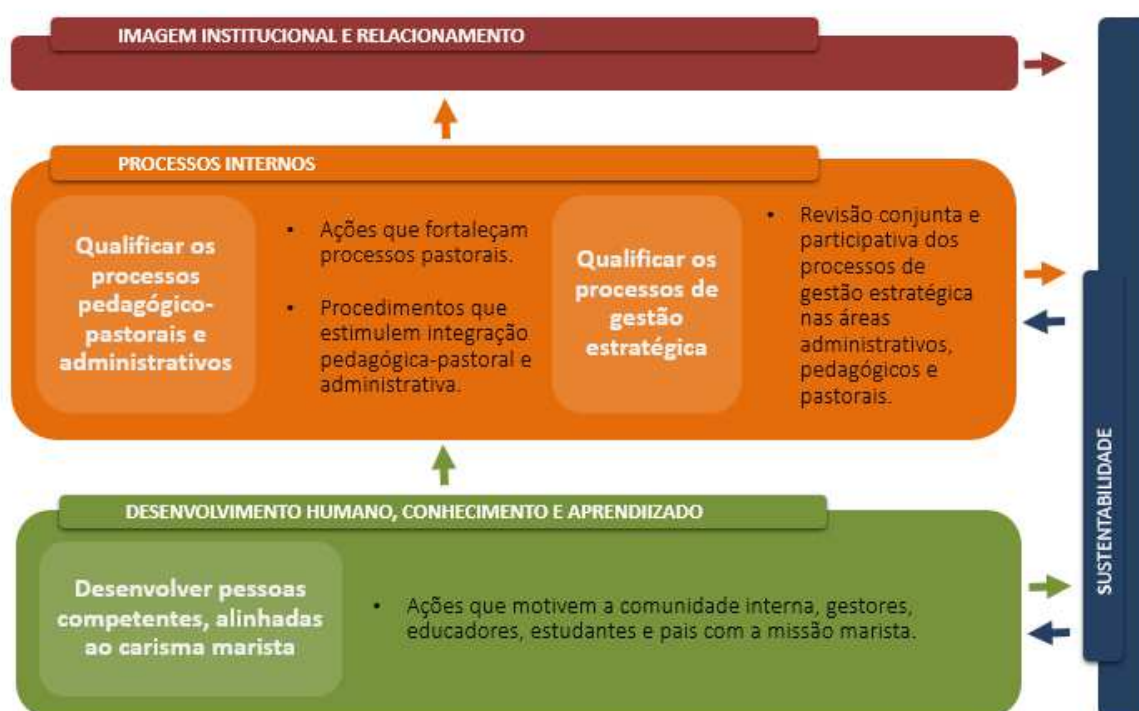 IMAGEM INSTITUCIONAL E RELACIONAMENTO
PROCESSOS INTERNOS
Qualificar os
processos
pedagógico-
pastorais e
administrativos
• Ações que fortaleçam
processos pastorais.
• Procedimentos que
estimulem integração
pedagógica-pastoral e
administrativa.
Qualificar os
processos de
gestão
estratégica
• Revisão conjunta e
participativa dos
processos de
gestão estratégica
nas áreas
administrativos,
pedagógicos e
pastorais.
DESENVOLVIMENTO HUMANO, CONHECIMENTO E APRENDIIZADO
Desenvolver pessoas
competentes, alinhadas
ao carisma marista
• Ações que motivem a comunidade interna, gestores,
educadores, estudantes e pais com a missão marista.
SUSTENTABILIDADE